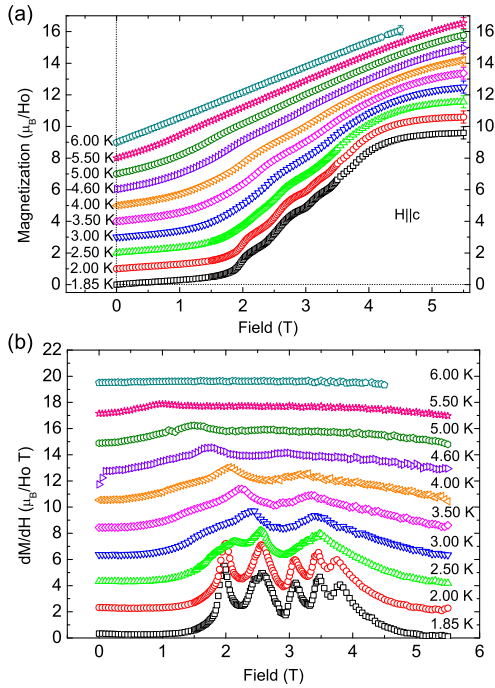 (a)
16
14
12
10
8
6
4
2
0
16
14
12
10
8
6
4
2
0
Magnetization (μB/Ho)
6.00 K
5.50 K
5.00 K
4.60 K
4.00 K
3.50 K
3.00 K
2.50 K
2.00 K
1.85 K
H||c
0 1 2 3 4 5
Field (T)
(b)
22
20
18
16
14
12
10
8
6
4
2
0
dM/dH (μB/Ho T)
6.00 K
5.50 K
5.00 K
4.60 K
4.00 K
3.50 K
3.00 K
2.50 K
2.00 K
1.85 K
0 1 2 3 4 5 6
Field (T)